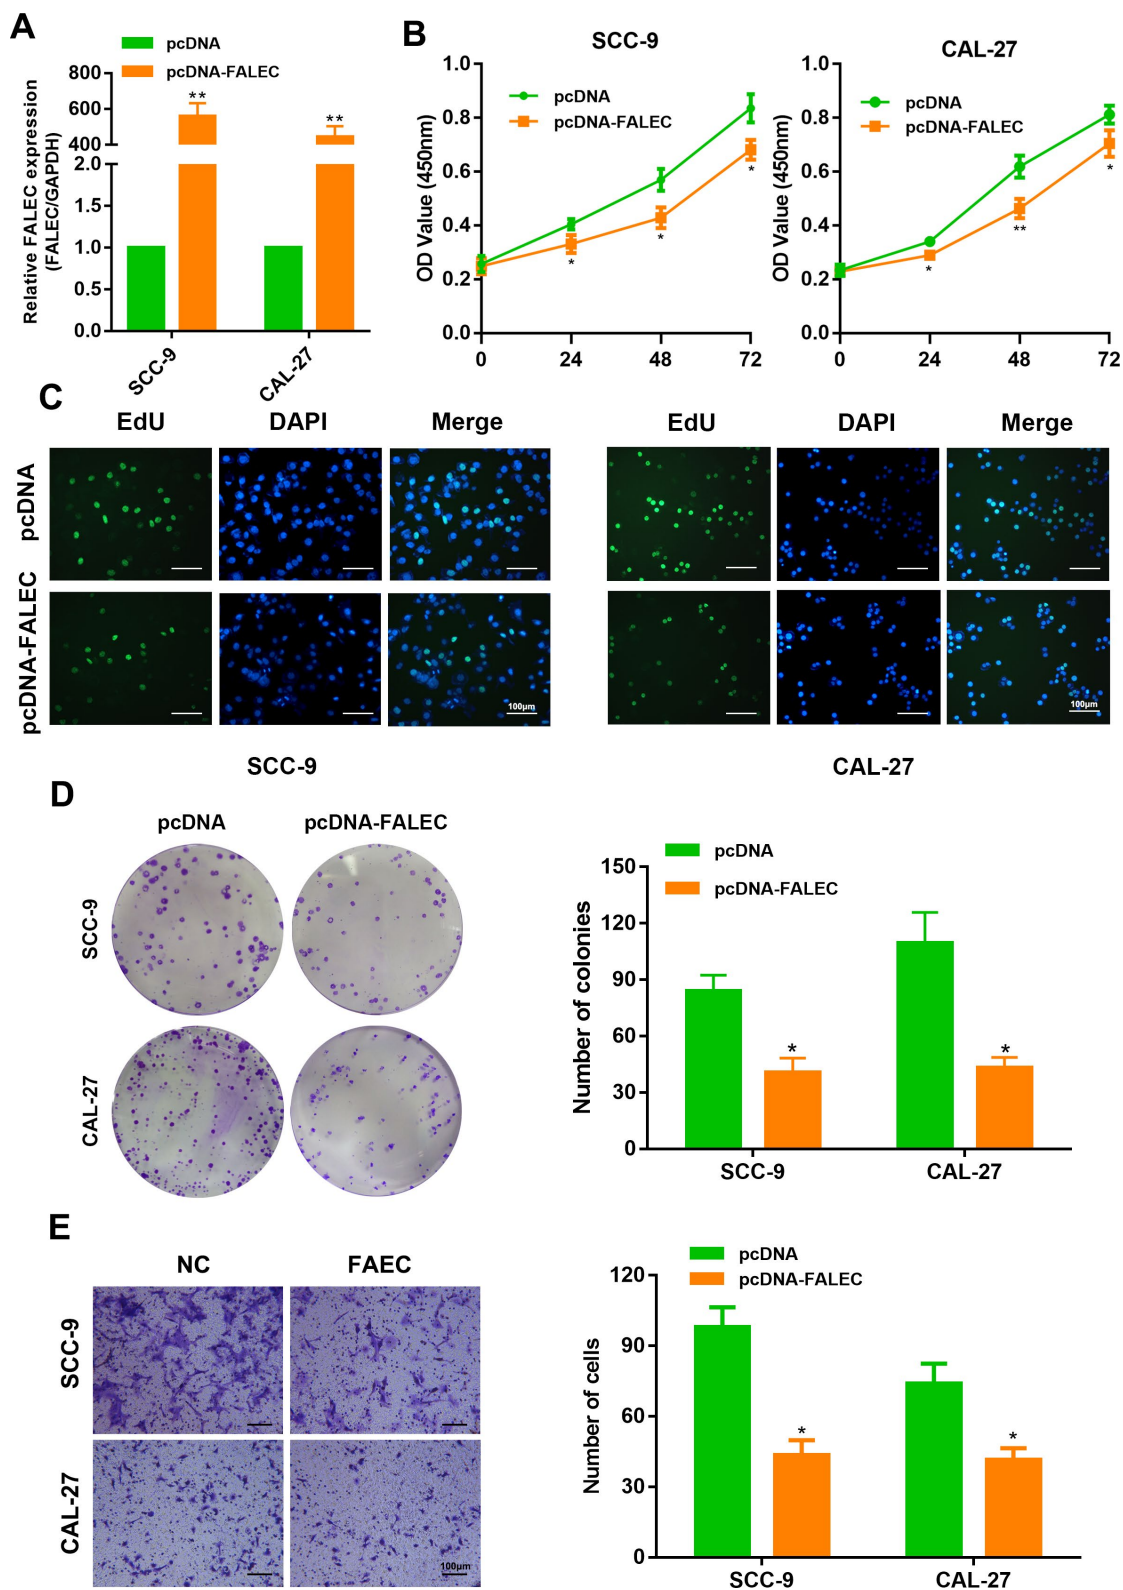 A
pcDNA
pcDNA-FALEC
Relative FALEC expression
(FALEC/GAPDH)
800
600
400
2.0
1.5
1.0
0.5
0.0
**
**
SCC-9
CAL-27
B
SCC-9
OD Value (450nm)
1.0
0.8
0.6
0.4
0.2
0.0
pcDNA
pcDNA-FALEC
*
*
*
0
24
48
72
CAL-27
OD Value (450nm)
1.0
0.8
0.6
0.4
0.2
0.0
pcDNA
pcDNA-FALEC
*
**
*
0
24
48
72
C
EdU
DAPI
Merge
EdU
DAPI
Merge
pcDNA
pcDNA-FALEC
100μm
100μm
SCC-9
CAL-27
D
pcDNA
pcDNA-FALEC
SCC-9
CAL-27
pcDNA
pcDNA-FALEC
Number of colonies
150
120
90
60
30
0
*
*
SCC-9
CAL-27
E
NC
FAEC
SCC-9
CAL-27
100μm
pcDNA
pcDNA-FALEC
Number of cells
120
90
60
30
0
*
*
SCC-9
CAL-27